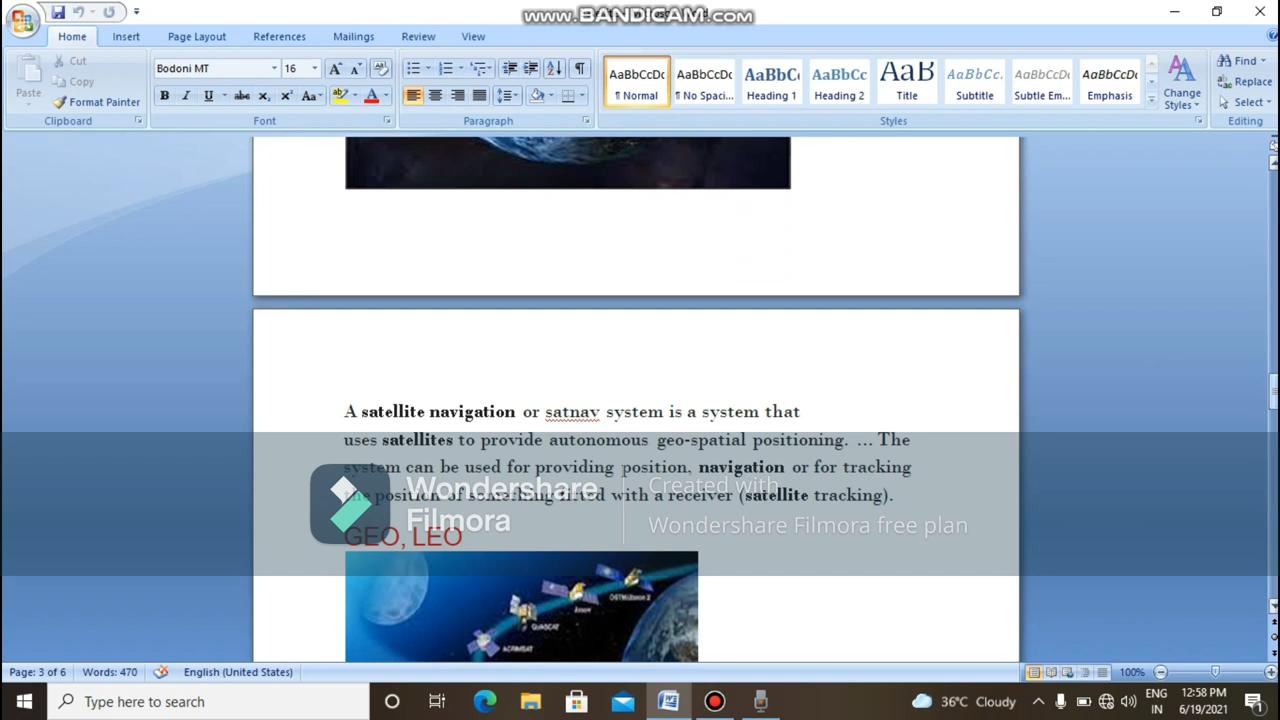 www.BANDICAM.com
Home Insert Page Layout References Mailings Review View
Paste
Cut
Copy
Format Painter
Clipboard
Bodoni MT 16
Font
Paragraph
AaBbCcDc AaBbCcDc AaBbCc AaBbCc AaB AaBbCc. AaBbCcDc AaBbCcDc
¶ Normal ¶ No Spaci... Heading 1 Heading 2 Title Subtitle Subtle Em... Emphasis
Change Styles
Styles
Find
Replace
Select
Editing
A satellite navigation or satnav system is a system that
uses satellites to provide autonomous geo-spatial positioning. ... The
system can be used for providing position, navigation or for tracking
the position of something fitted with a receiver (satellite tracking).
Wondershare
Filmora
Created with
Wondershare Filmora free plan
GEO, LEO
QUIKSCAT
ACRIMSAT
Page: 3 of 6 Words: 470 English (United States) 100%
Type here to search
36°C Cloudy
ENG
IN
12:58 PM
6/19/2021